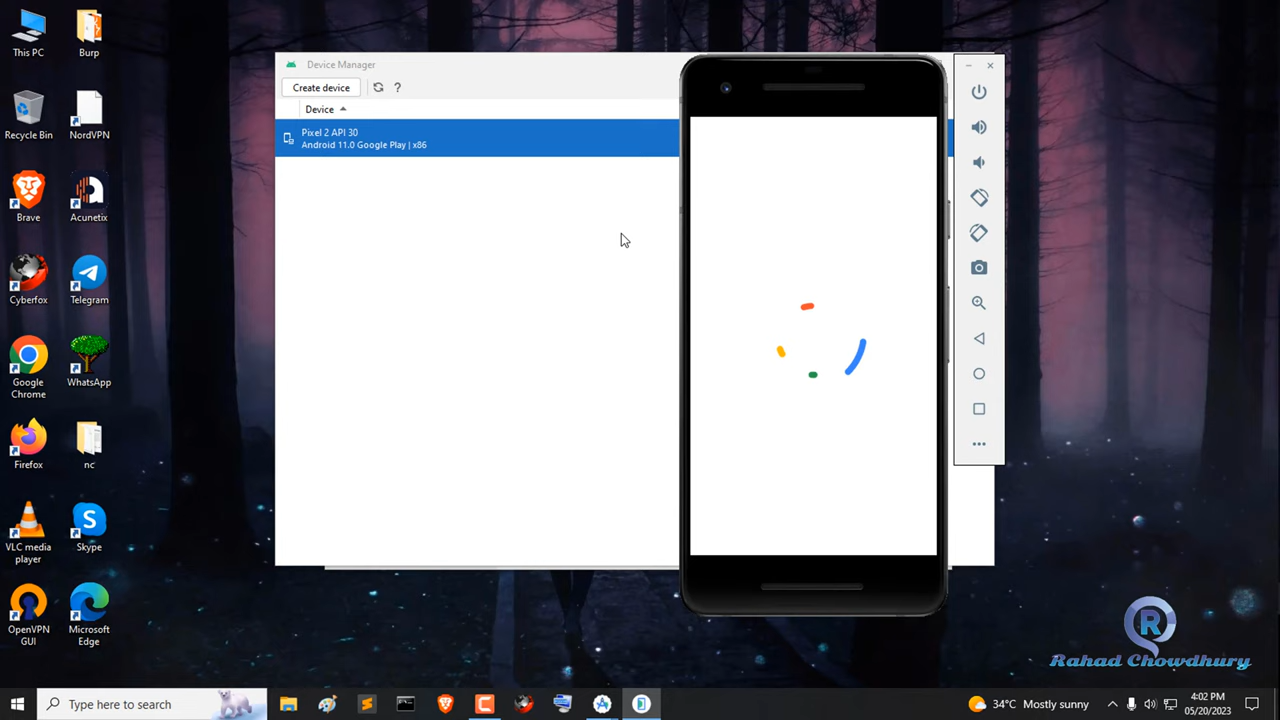 This PC
Burp
Recycle Bin
NordVPN
Brave
Acunetix
Cyberfox
Telegram
Google
Chrome
WhatsApp
Firefox
nc
VLC media
player
Skype
OpenVPN
GUI
Microsoft
Edge
Device Manager
Create device
?
Device
Pixel 2 API 30
Android 11.0 Google Play | x86
R
Rahad Chowdhury
Type here to search
34°C Mostly sunny
4:02 PM
05/20/2023